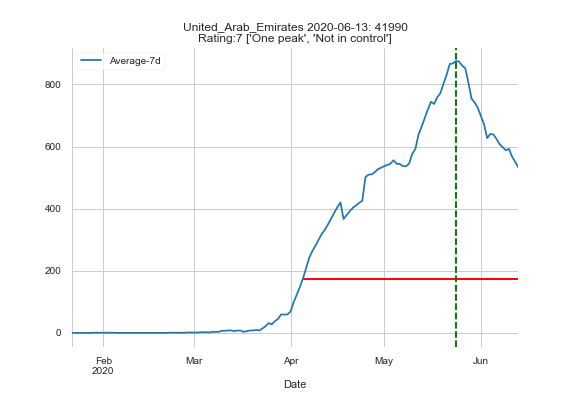 United_Arab_Emirates 2020-06-13: 41990
Rating:7 ['One peak', 'Not in control']
Average-7d
800
600
400
200
0
Feb
2020
Mar
Apr
May
Jun
Date